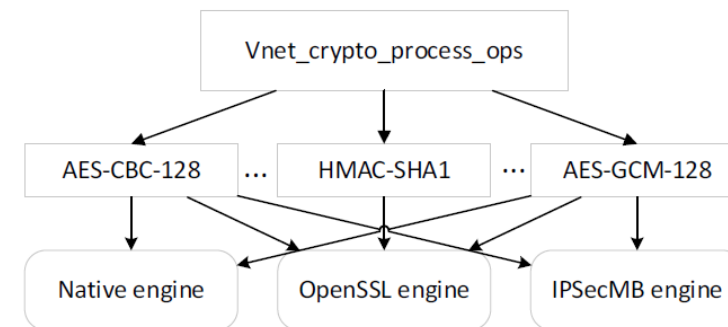 Vnet_crypto_process_ops
AES-CBC-128 ... HMAC-SHA1 ... AES-GCM-128
Native engine OpenSSL engine IPSecMB engine